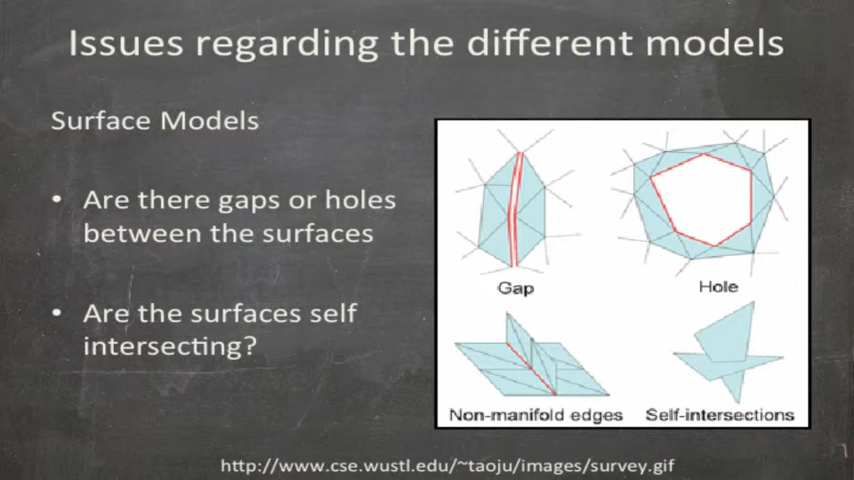 Issues regarding the different models
Surface Models
• Are there gaps or holes
between the surfaces
• Are the surfaces self
intersecting?
Gap
Hole
Non-manifold edges
Self-intersections
http://www.cse.wustl.edu/~taoju/images/survey.gif